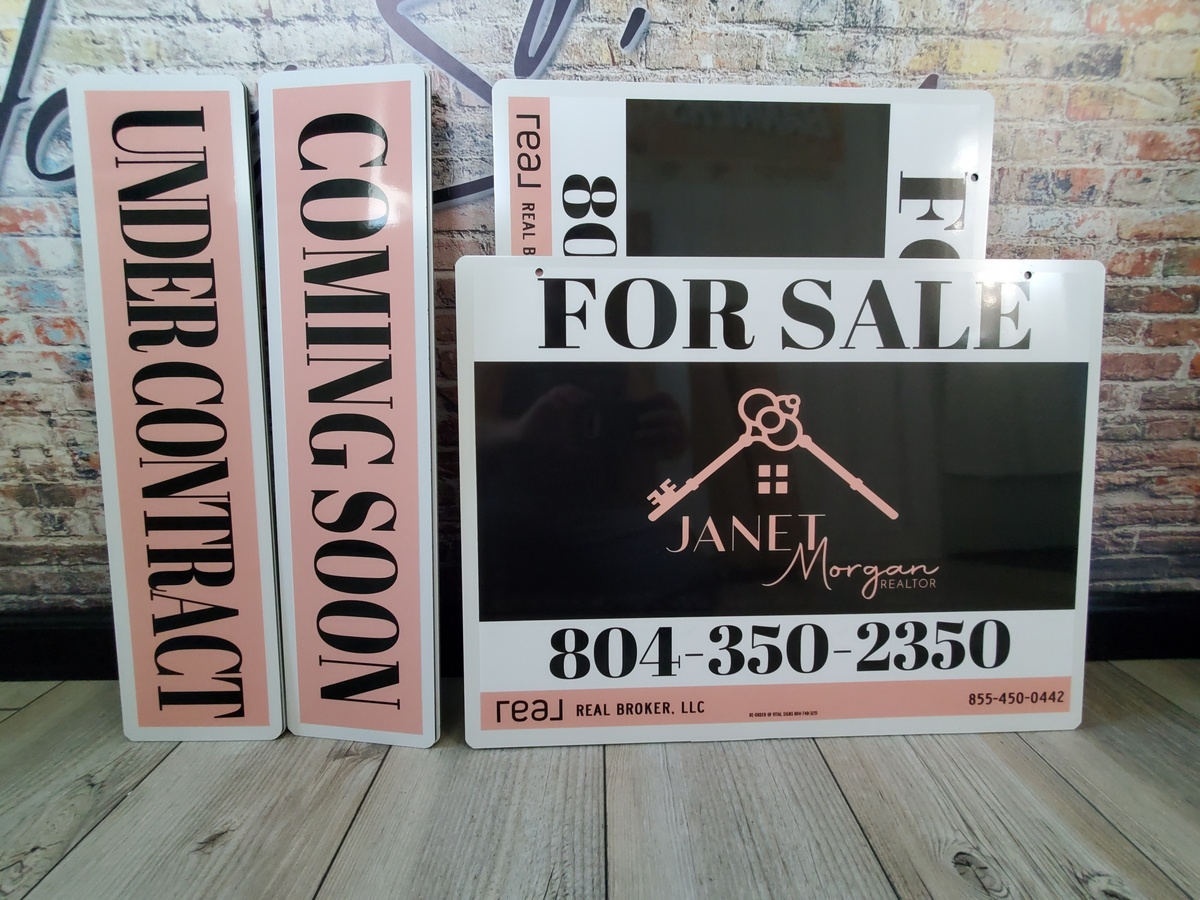 UNDER CONTRACT
COMING SOON
real REAL B
80
FO
FOR SALE
JANET
Morgan
REALTOR
804-350-2350
real REAL BROKER, LLC
855-450-0442